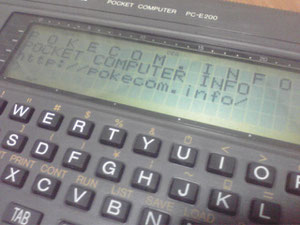 POCKET COMPUTER PC-E200
POKECOM.INFO
POCKET COMPUTER INFO
http://pokecom.info/
W E R T Y U I O
S D F G H J K L
PRINT CONT RUN LIST SAVE LOAD
X C V B N M
TAB